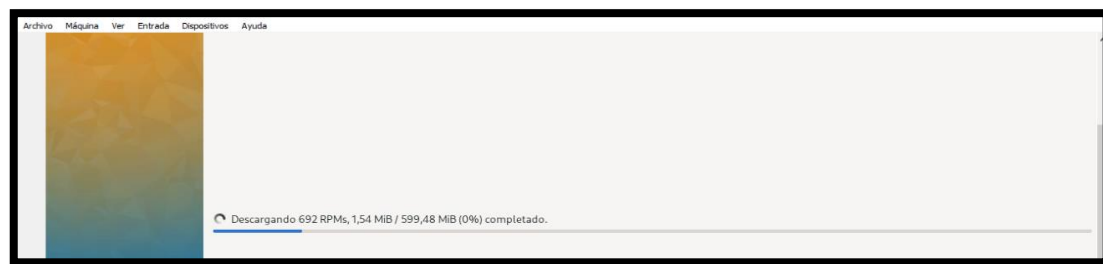 Archivo Máquina Ver Entrada Dispositivos Ayuda
Descargando 692 RPMs, 1,54 MiB / 599,48 MiB (0%) completado.